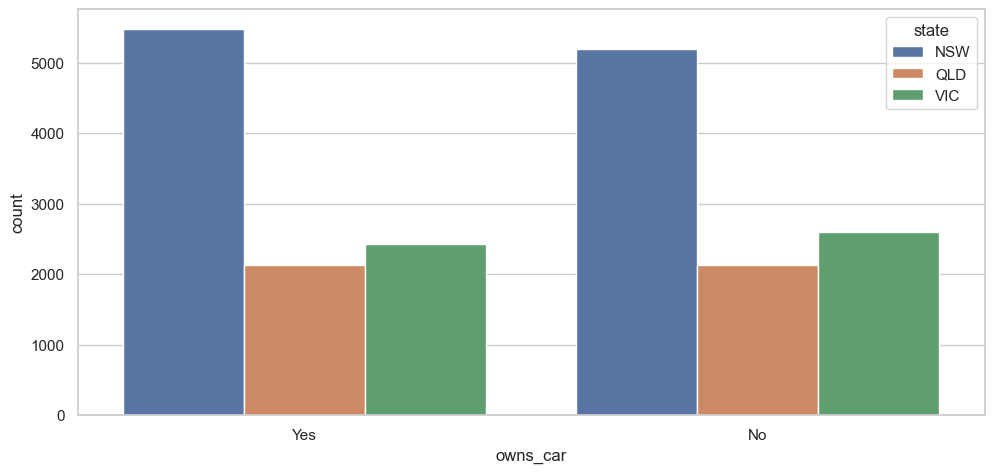 state
NSW
QLD
VIC
5000
4000
3000
2000
1000
0
count
Yes
No
owns_car